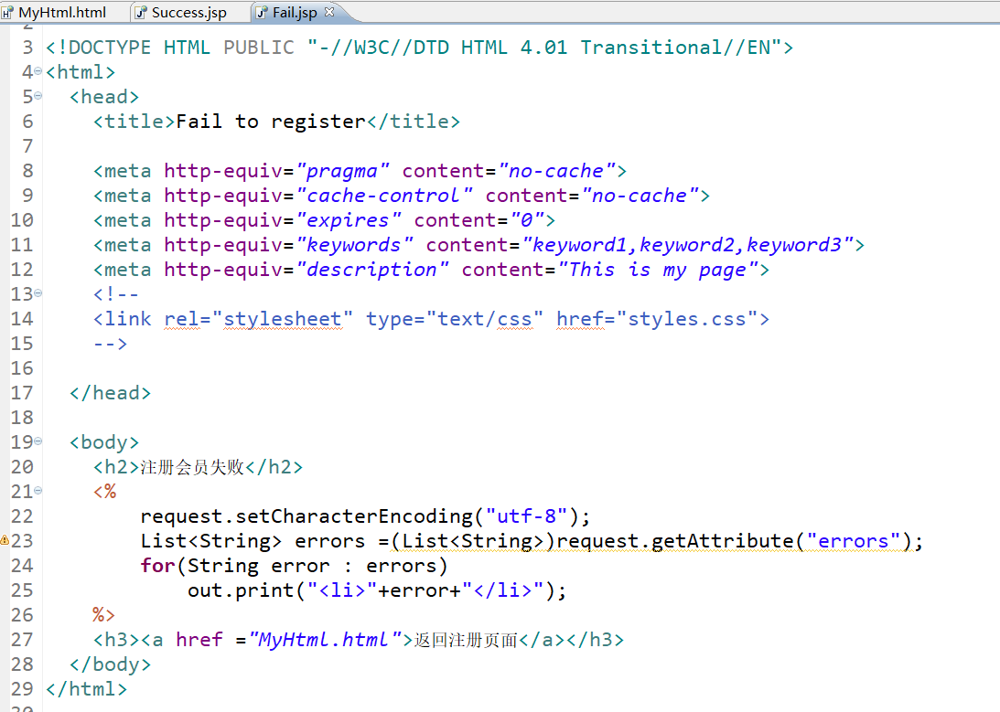 MyHtml.html Success.jsp Fail.jsp
2
3 <!DOCTYPE HTML PUBLIC "-//W3C//DTD HTML 4.01 Transitional//EN">
4 <html>
5   <head>
6     <title>Fail to register</title>
7
8     <meta http-equiv="pragma" content="no-cache">
9     <meta http-equiv="cache-control" content="no-cache">
10     <meta http-equiv="expires" content="0">
11     <meta http-equiv="keywords" content="keyword1,keyword2,keyword3">
12     <meta http-equiv="description" content="This is my page">
13     <!--
14     <link rel="stylesheet" type="text/css" href="styles.css">
15     -->
16
17   </head>
18
19   <body>
20     <h2>注册会员失败</h2>
21     <%
22         request.setCharacterEncoding("utf-8");
23         List<String> errors =(List<String>)request.getAttribute("errors");
24         for(String error : errors)
25             out.print("<li>"+error+"</li>");
26     %>
27     <h3><a href ="MyHtml.html">返回注册页面</a></h3>
28   </body>
29 </html>
30